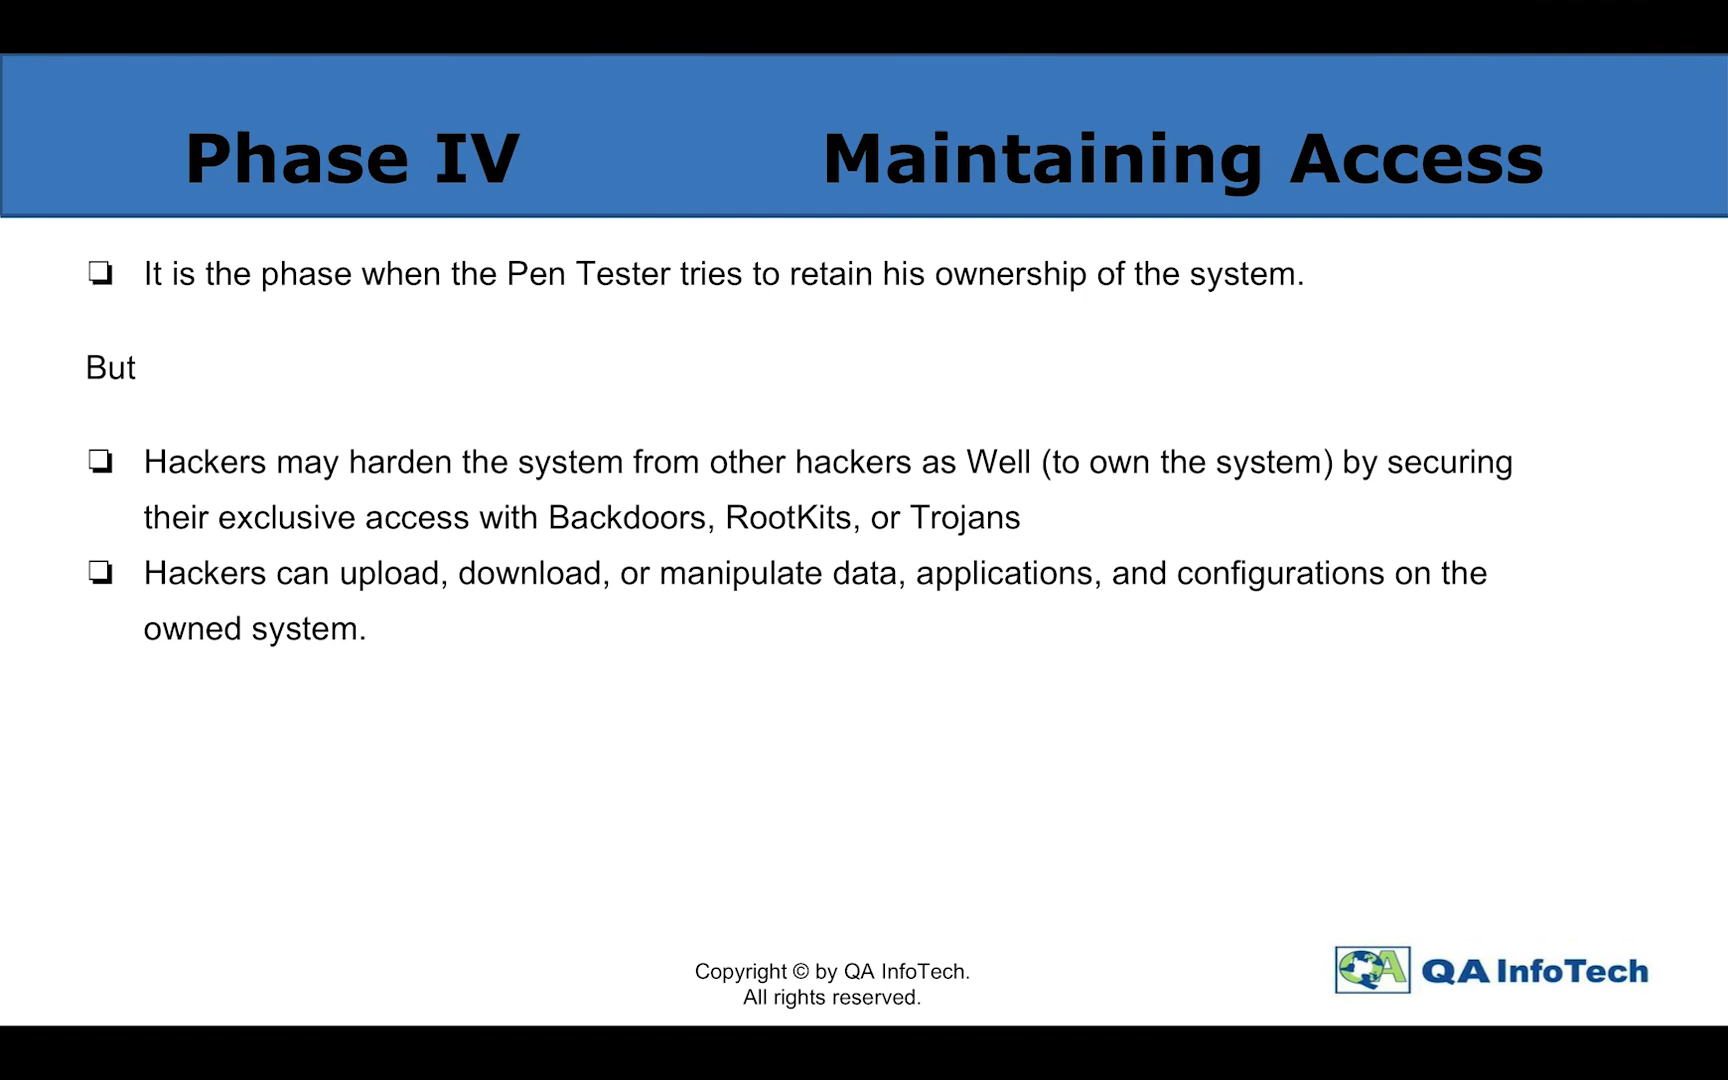 Phase IV Maintaining Access
❏ It is the phase when the Pen Tester tries to retain his ownership of the system.
But
❏ Hackers may harden the system from other hackers as Well (to own the system) by securing
their exclusive access with Backdoors, RootKits, or Trojans
❏ Hackers can upload, download, or manipulate data, applications, and configurations on the
owned system.
Copyright © by QA InfoTech.
All rights reserved.
QA QA InfoTech